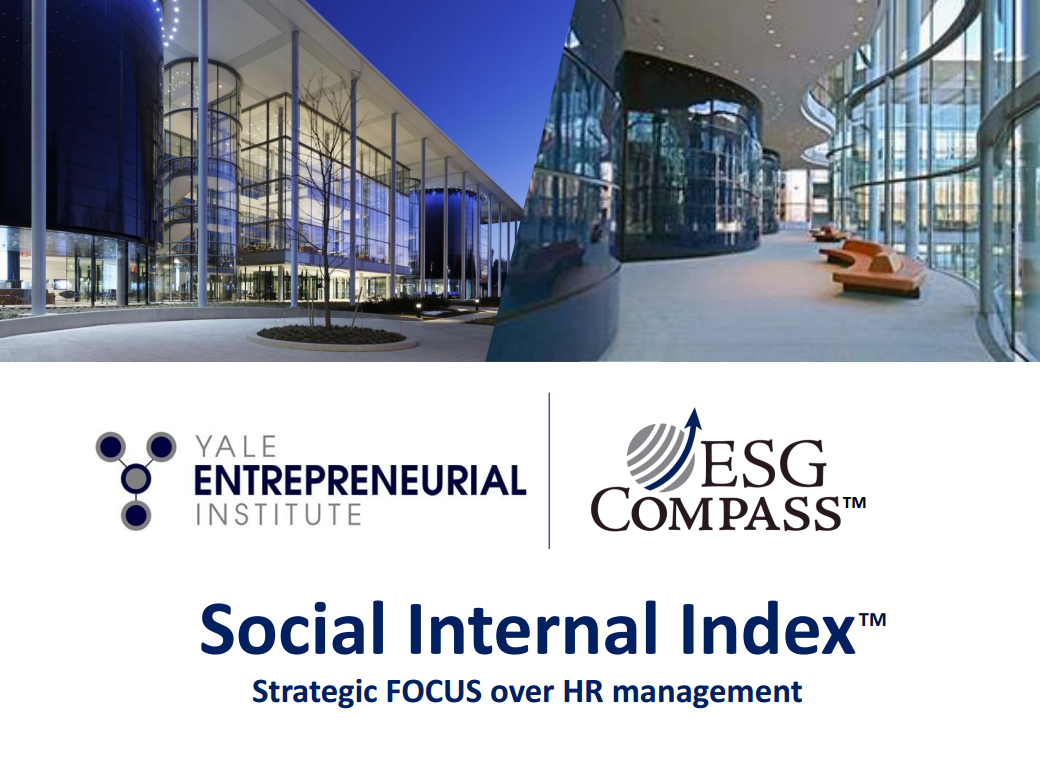 YALE
ENTREPRENEURIAL
INSTITUTE
ESG
COMPASS™
Social Internal Index™
Strategic FOCUS over HR management